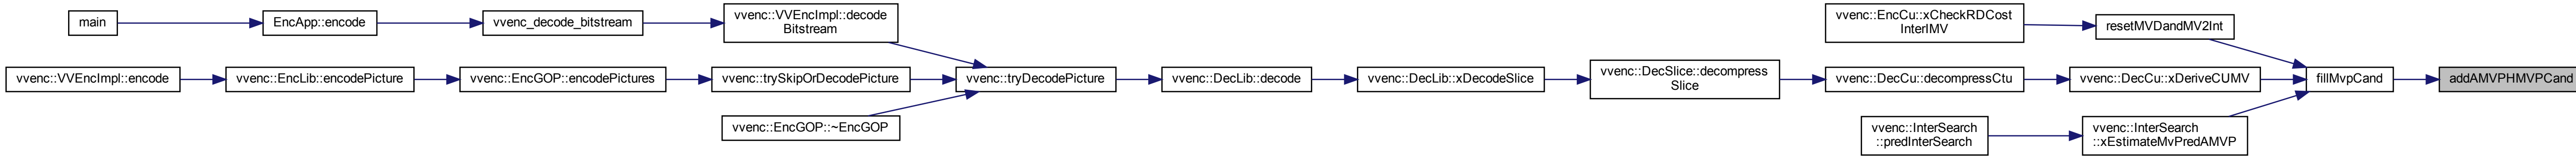 main
EncApp::encode
vvenc_decode_bitstream
vvenc::VVEncImpl::decode
Bitstream
vvenc::VVEncImpl::encode
vvenc::EncLib::encodePicture
vvenc::EncGOP::encodePictures
vvenc::trySkipOrDecodePicture
vvenc::EncGOP::~EncGOP
vvenc::tryDecodePicture
vvenc::DecLib::decode
vvenc::DecLib::xDecodeSlice
vvenc::DecSlice::decompress
Slice
vvenc::EncCu::xCheckRDCost
InterIMV
resetMVDandMV2Int
vvenc::DecCu::decompressCtu
vvenc::DecCu::xDeriveCUMV
vvenc::InterSearch
::predInterSearch
vvenc::InterSearch
::xEstimateMvPredAMVP
fillMvpCand
addAMVPHMVPCand